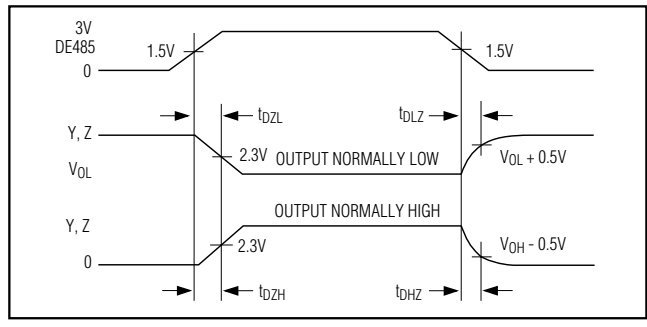 3V
DE485
1.5V
1.5V
0
tDZL
tDLZ
Y, Z
2.3V
OUTPUT NORMALLY LOW
VOL + 0.5V
VOL
OUTPUT NORMALLY HIGH
Y, Z
2.3V
VOH - 0.5V
0
tDZH
tDHZ